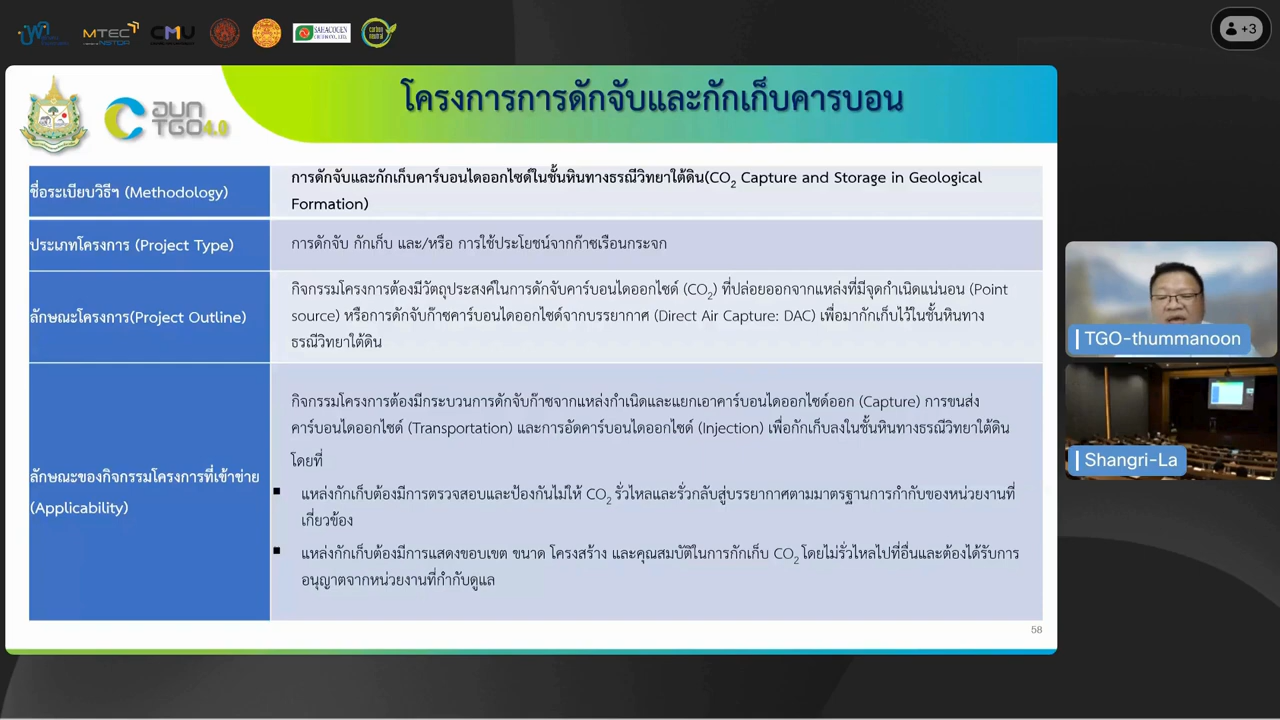 MTEC
CMU
SAHACOGEN
+3
TGO 4.0
โครงการการดักจับและกักเก็บคารบอน
ชื่อระเบียบวิธีฯ (Methodology)
การดักจับและกักเก็บคาร์บอนไดออกไซด์ในชั้นหินทางธรณีวิทยาใต้ดิน(CO2 Capture and Storage in Geological
Formation)
ประเภทโครงการ (Project Type)
การดักจับ กักเก็บ และ/หรือ การใช้ประโยชน์จากก๊าซเรือนกระจก
ลักษณะโครงการ(Project Outline)
กิจกรรมโครงการต้องมีวัตถุประสงค์ในการดักจับคาร์บอนไดออกไซด์ (CO2) ที่ปล่อยออกจากแหล่งที่มีจุดกำเนิดแน่นอน (Point
source) หรือการดักจับก๊าซคาร์บอนไดออกไซด์จากบรรยากาศ (Direct Air Capture: DAC) เพื่อมากักเก็บไว้ในชั้นหินทาง
ธรณีวิทยาใต้ดิน
ลักษณะของกิจกรรมโครงการที่เข้าข่าย
(Applicability)
กิจกรรมโครงการต้องมีกระบวนการดักจับก๊าซจากแหล่งกำเนิดและแยกเอาคาร์บอนไดออกไซด์ออก (Capture) การขนส่ง
คาร์บอนไดออกไซด์ (Transportation) และการอัดคาร์บอนไดออกไซด์ (Injection) เพื่อกักเก็บลงในชั้นหินทางธรณีวิทยาใต้ดิน
โดยที่
▪ แหล่งกักเก็บต้องมีการตรวจสอบและป้องกันไม่ให้ CO2 รั่วไหลและรั่วกลับสู่บรรยากาศตามมาตรฐานการกำกับของหน่วยงานที่
เกี่ยวข้อง
▪ แหล่งกักเก็บต้องมีการแสดงขอบเขต ขนาด โครงสร้าง และคุณสมบัติในการกักเก็บ CO2 โดยไม่รั่วไหลไปที่อื่นและต้องได้รับการ
อนุญาตจากหน่วยงานที่กำกับดูแล
58
TGO-thummanoon
Shangri-La